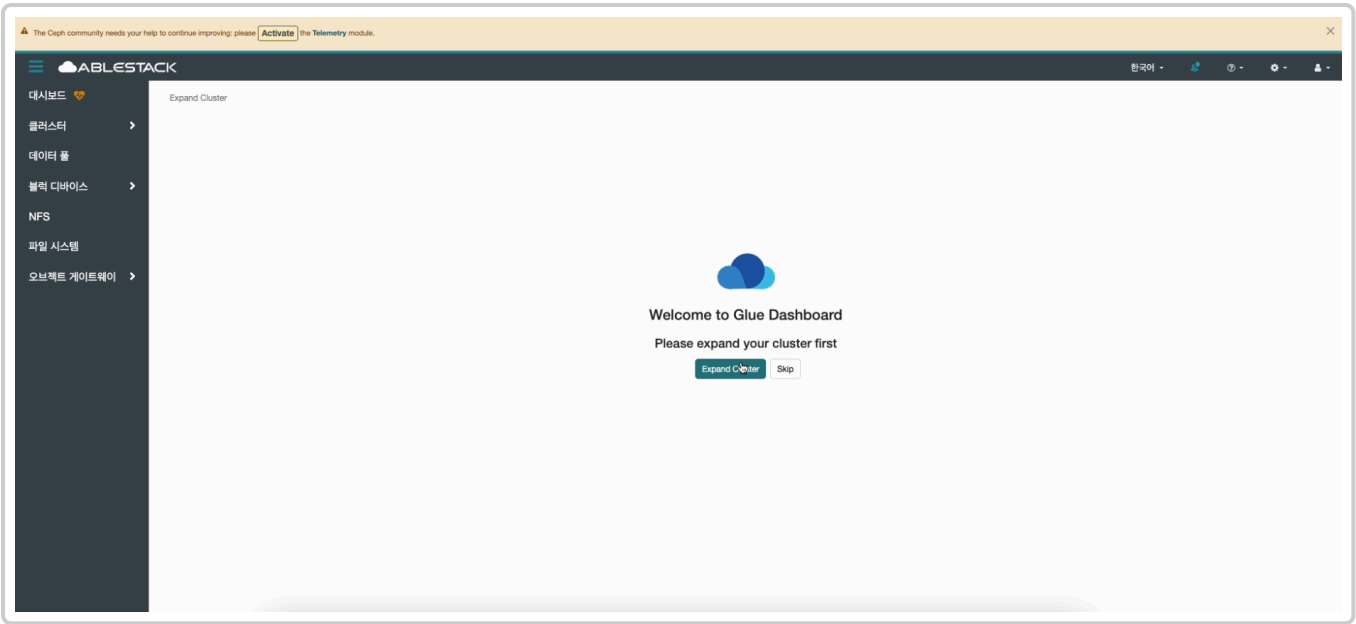 The Ceph community needs your help to continue improving: please Activate the Telemetry module.
ABLESTACK
한국어
대시보드
Expand Cluster
클러스터
데이터 풀
블럭 디바이스
NFS
파일 시스템
오브젝트 게이트웨이
Welcome to Glue Dashboard
Please expand your cluster first
Expand Cluster Skip